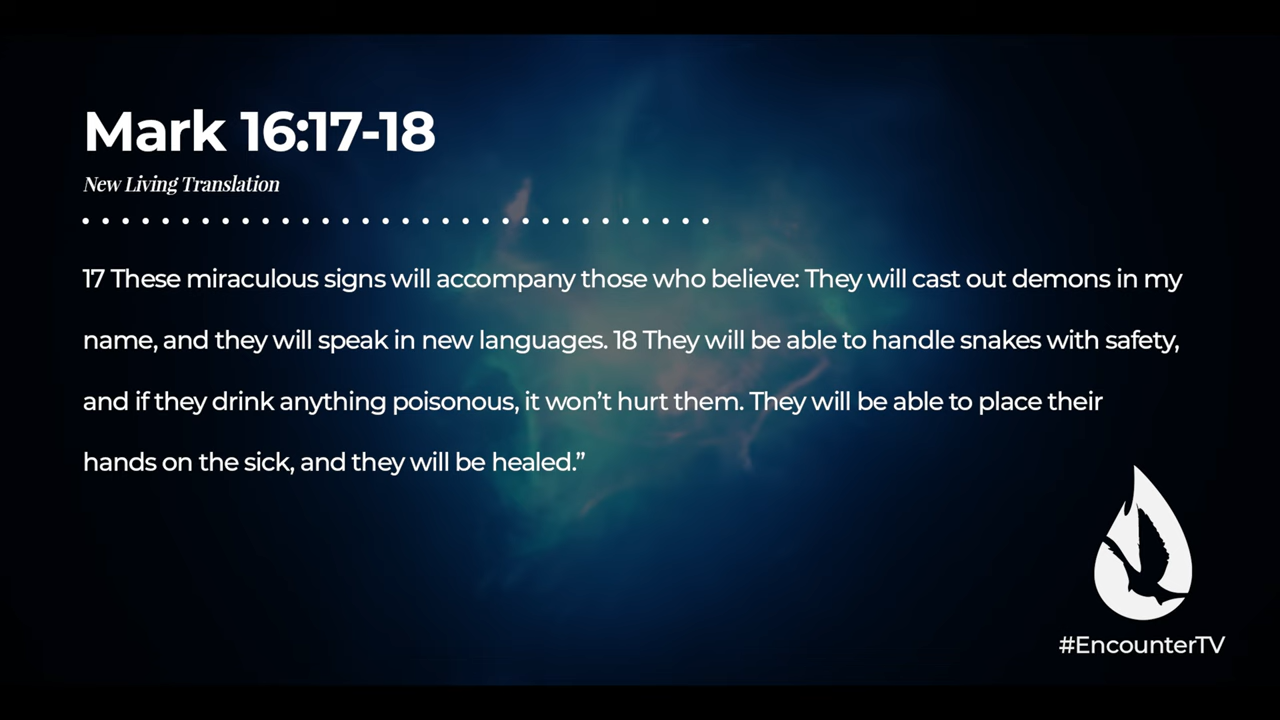 Mark 16:17-18
New Living Translation
17 These miraculous signs will accompany those who believe: They will cast out demons in my
name, and they will speak in new languages. 18 They will be able to handle snakes with safety,
and if they drink anything poisonous, it won’t hurt them. They will be able to place their
hands on the sick, and they will be healed.”
#EncounterTV